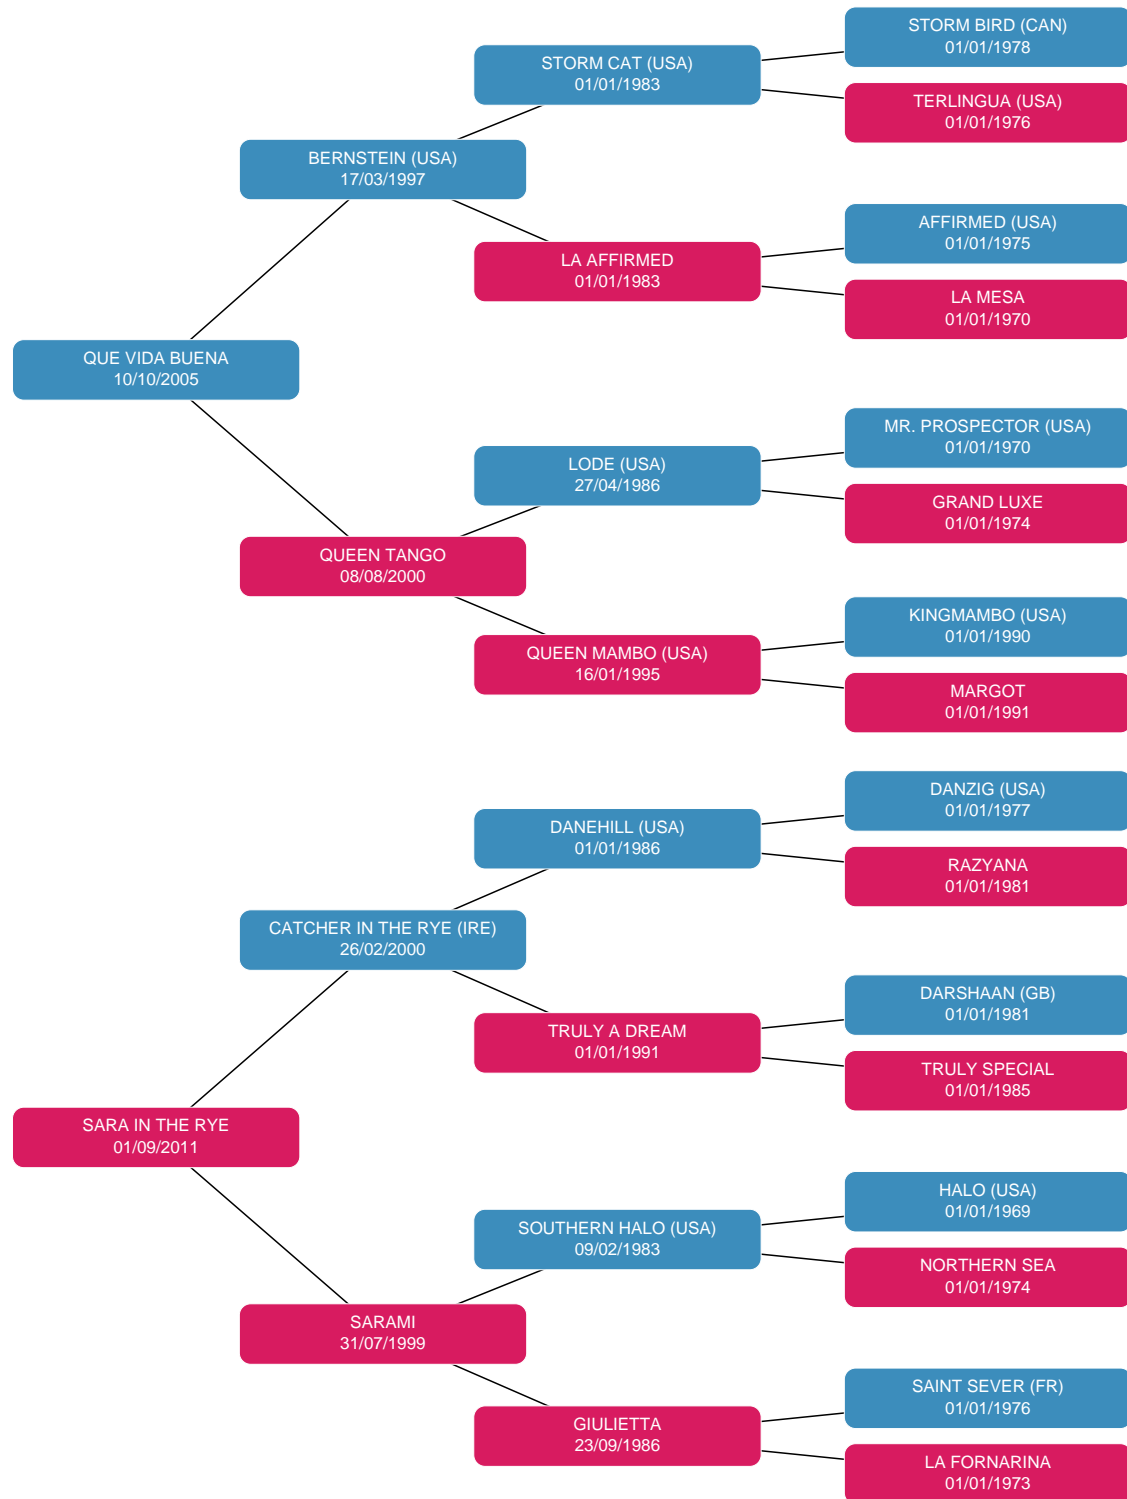 STORM BIRD (CAN)
01/01/1978
STORM CAT (USA)
01/01/1983
TERLINGUA (USA)
01/01/1976
BERNSTEIN (USA)
17/03/1997
AFFIRMED (USA)
01/01/1975
LA AFFIRMED
01/01/1983
LA MESA
01/01/1970
QUE VIDA BUENA
10/10/2005
MR. PROSPECTOR (USA)
01/01/1970
LODE (USA)
27/04/1986
GRAND LUXE
01/01/1974
QUEEN TANGO
08/08/2000
KINGMAMBO (USA)
01/01/1990
QUEEN MAMBO (USA)
16/01/1995
MARGOT
01/01/1991
DANZIG (USA)
01/01/1977
DANEHILL (USA)
01/01/1986
RAZYANA
01/01/1981
CATCHER IN THE RYE (IRE)
26/02/2000
DARSHAAN (GB)
01/01/1981
TRULY A DREAM
01/01/1991
TRULY SPECIAL
01/01/1985
SARA IN THE RYE
01/09/2011
HALO (USA)
01/01/1969
SOUTHERN HALO (USA)
09/02/1983
NORTHERN SEA
01/01/1974
SARAMI
31/07/1999
SAINT SEVER (FR)
01/01/1976
GIULIETTA
23/09/1986
LA FORNARINA
01/01/1973